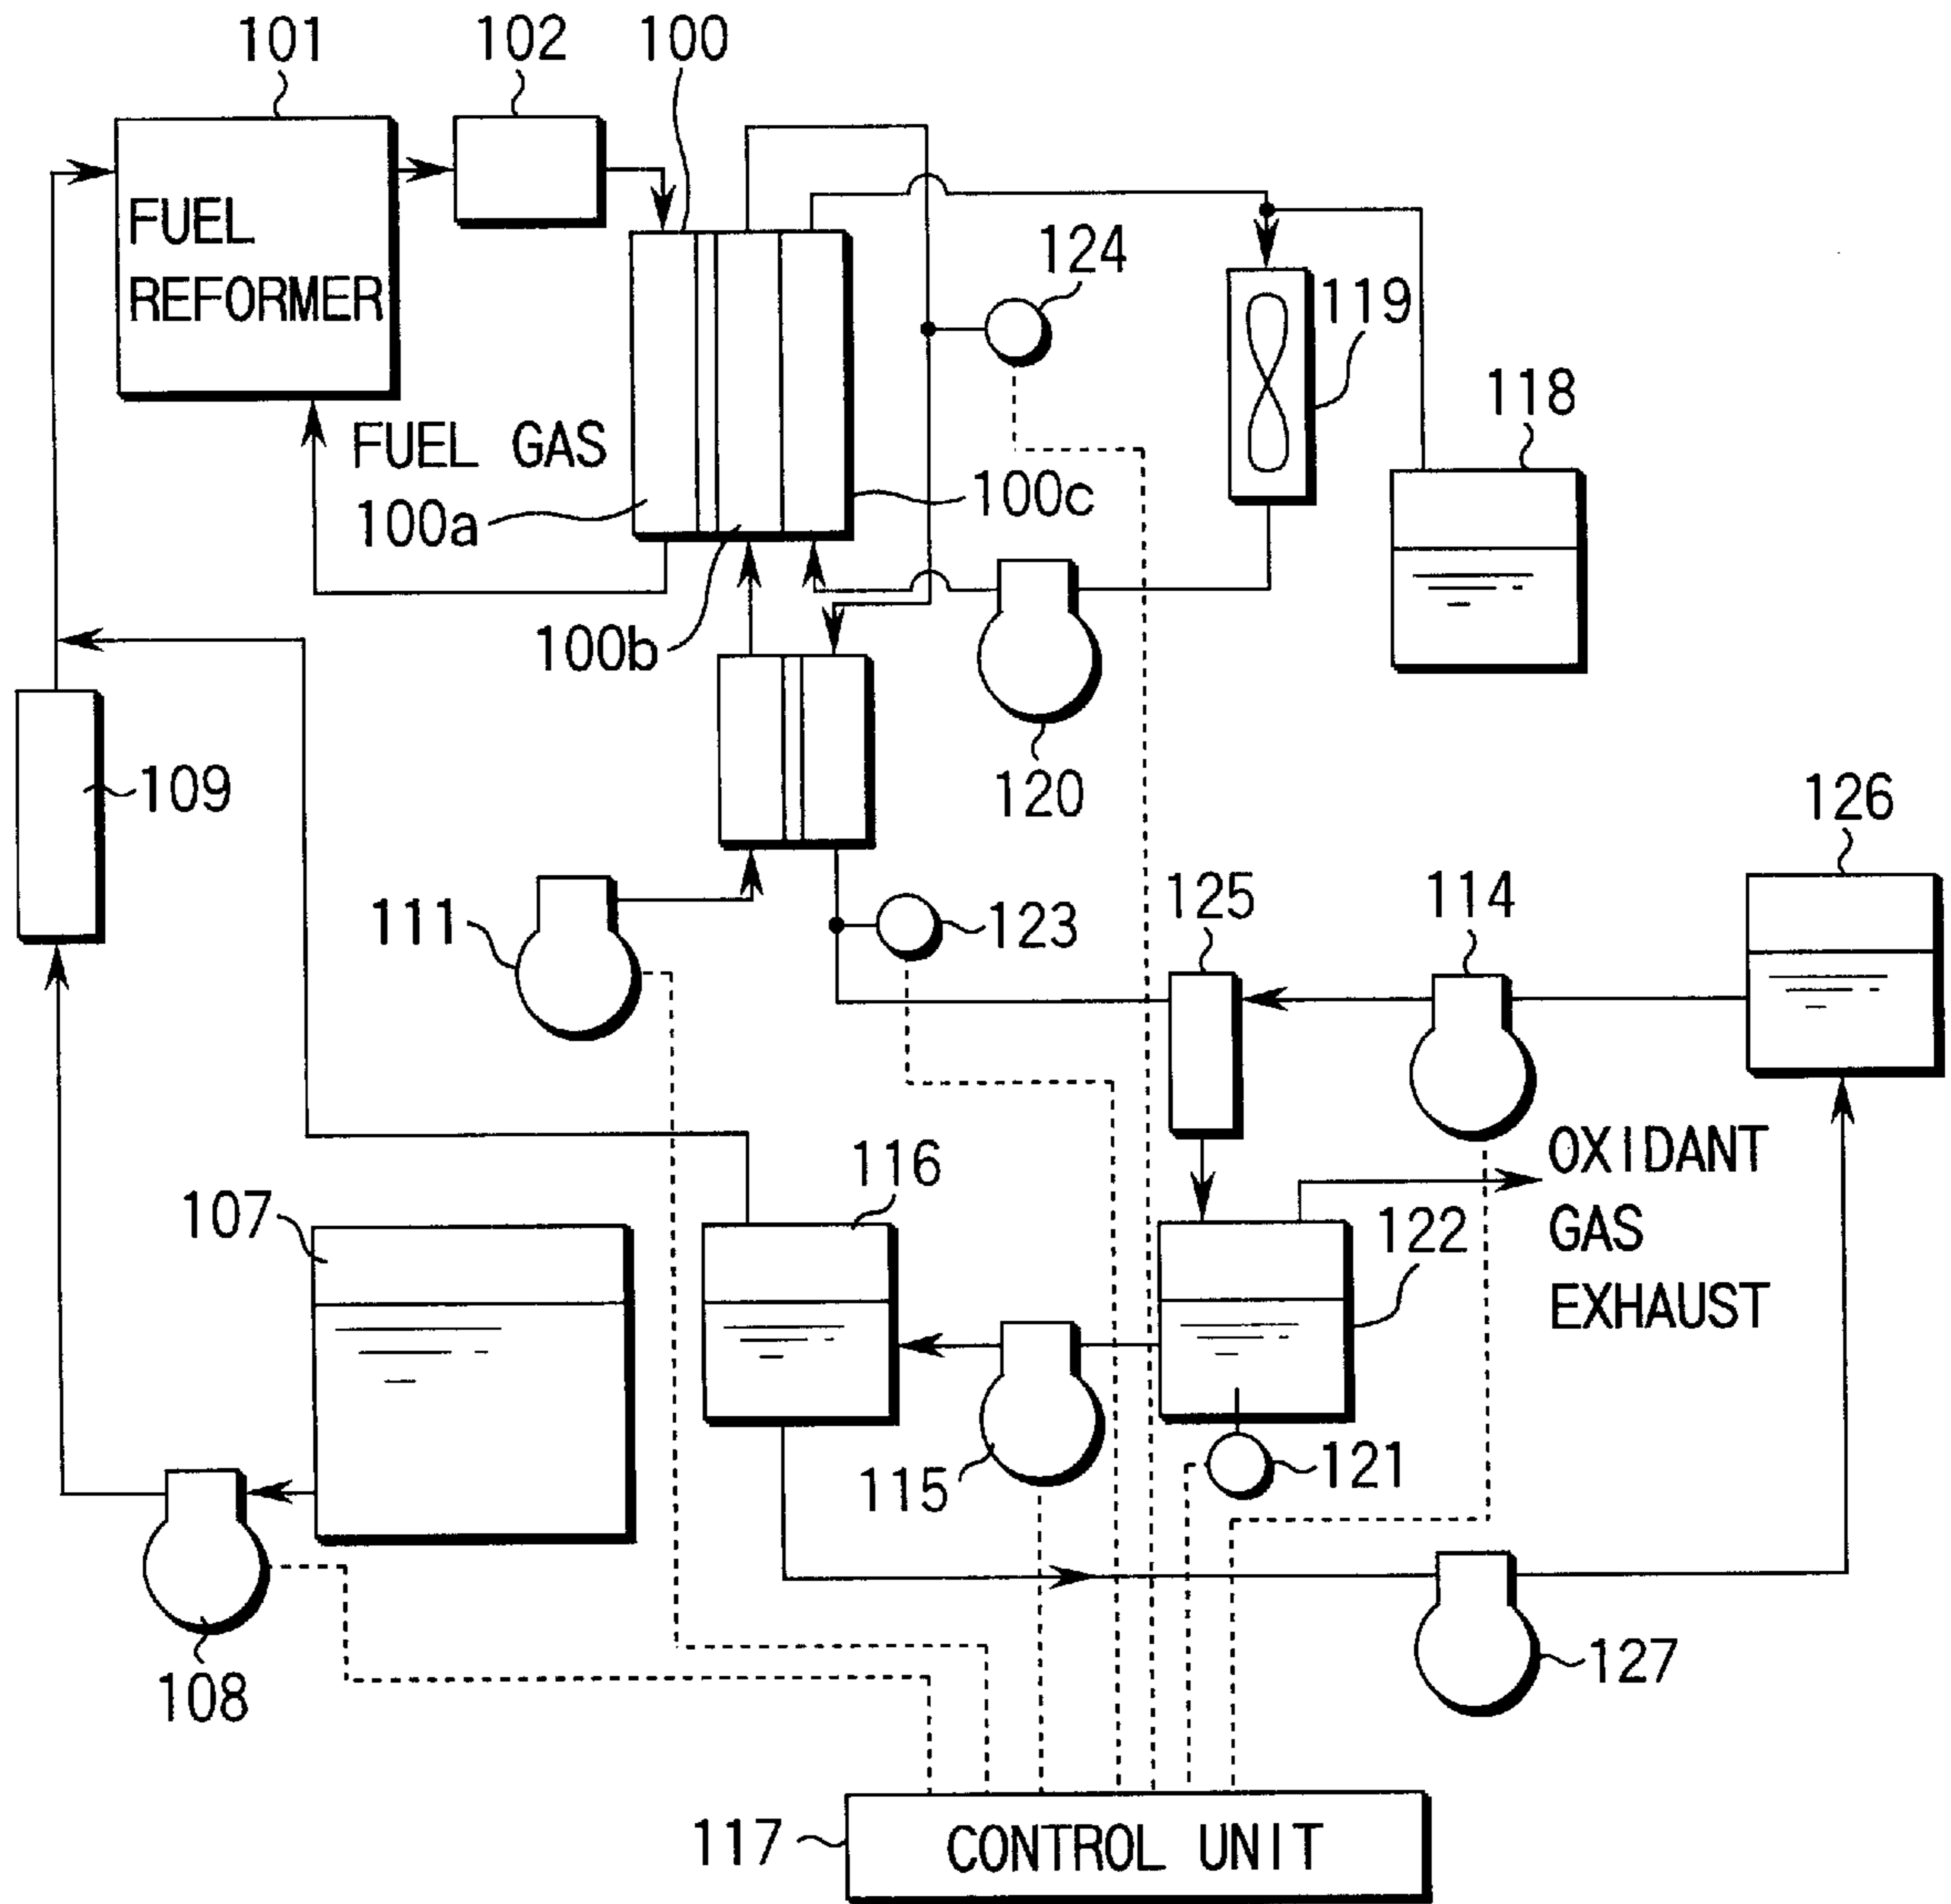 101
102
100
FUEL
REFORMER
124
119
118
FUEL GAS
100a
100c
100b
109
120
126
111
123
125
114
107
116
122
OXIDANT
GAS
EXHAUST
115
121
108
127
117
CONTROL UNIT